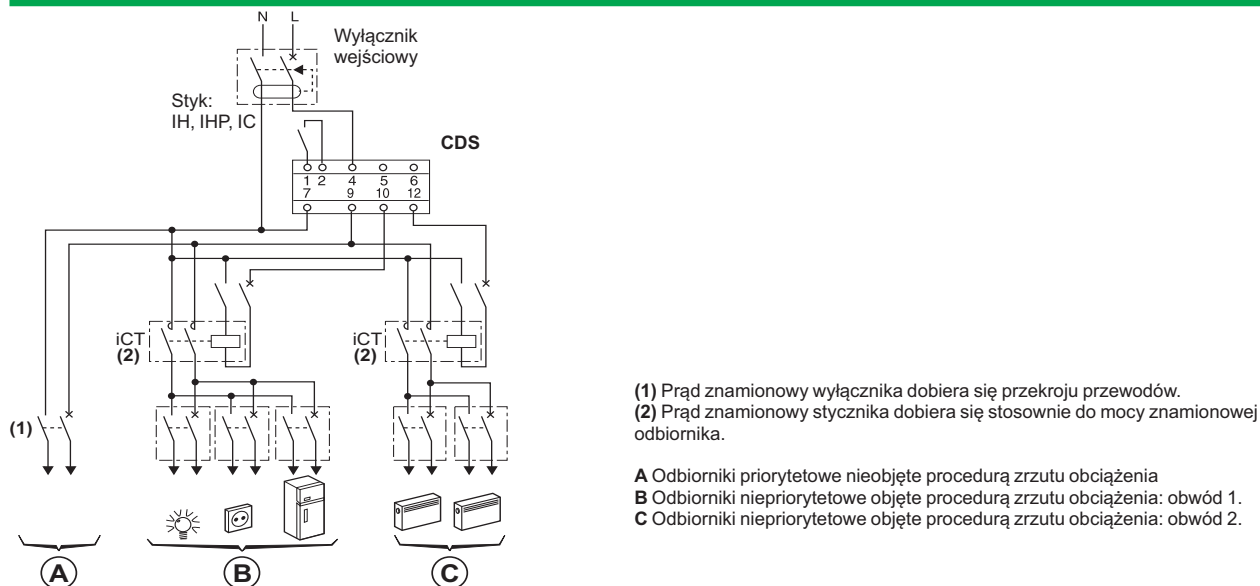 N L
Wyłącznik
wejściowy
Styk:
IH, IHP, IC
CDS
1 2 4 5 6
7 9 10 12
iCT
(2)
iCT
(2)
(1)
A
B
C
(1) Prąd znamionowy wyłącznika dobiera się przekroju przewodów.
(2) Prąd znamionowy stycznika dobiera się stosownie do mocy znamionowej
odbiornika.
A Odbiorniki priorytetowe nieobjęte procedurą zrzutu obciążenia
B Odbiorniki niepriorytetowe objęte procedurą zrzutu obciążenia: obwód 1.
C Odbiorniki niepriorytetowe objęte procedurą zrzutu obciążenia: obwód 2.